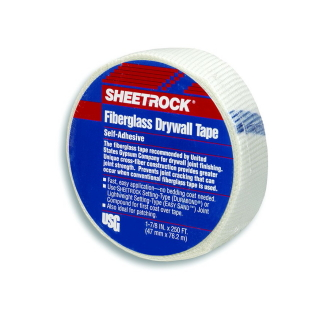 SHEETROCK®
Fiberglass Drywall Tape
Self-Adhesive
The fiberglass tape recommended by United
States Gypsum Company for drywall joint finishing.
Unique cross-fiber construction provides greater
joint strength. Prevents joint cracking that can
occur when conventional fiberglass tape is used.
• Fast, easy application—no bedding coat needed.
• Use SHEETROCK Setting-Type (DURABOND®) or
Lightweight Setting-Type (EASY SAND™) Joint
Compound for first coat over tape.
• Also ideal for patching.
USG
1-7/8 IN. x 250 FT.
(47 mm x 76.2 m)